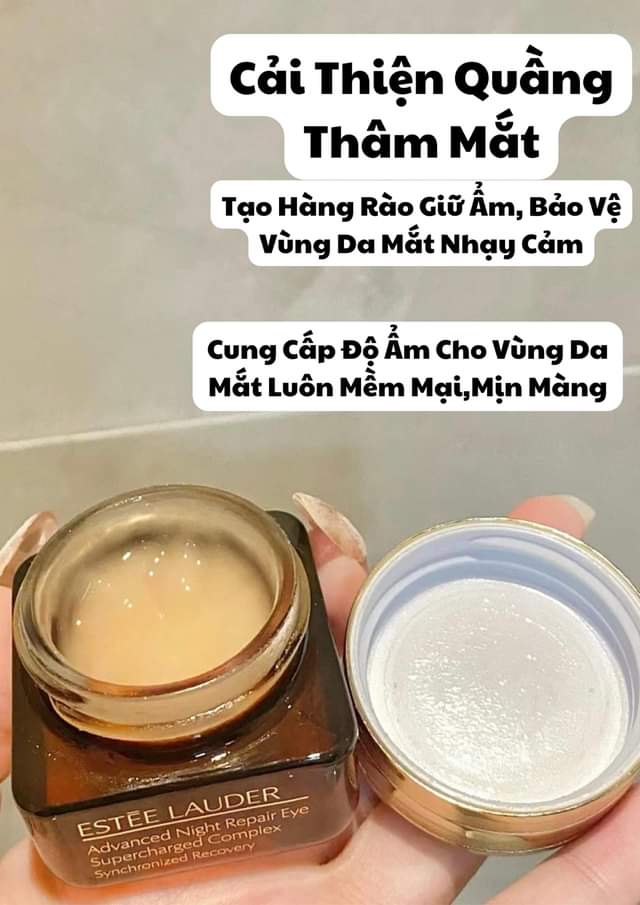 Cải Thiện Quầng
Thâm Mắt
Tạo Hàng Rào Giữ Ẩm, Bảo Vệ
Vùng Da Mắt Nhạy Cảm
Cung Cấp Độ Ẩm Cho Vùng Da
Mắt Luôn Mềm Mại,Mịn Màng
ESTĒE LAUDER
Advanced Night Repair Eye
Supercharged Complex
Synchronized Recovery